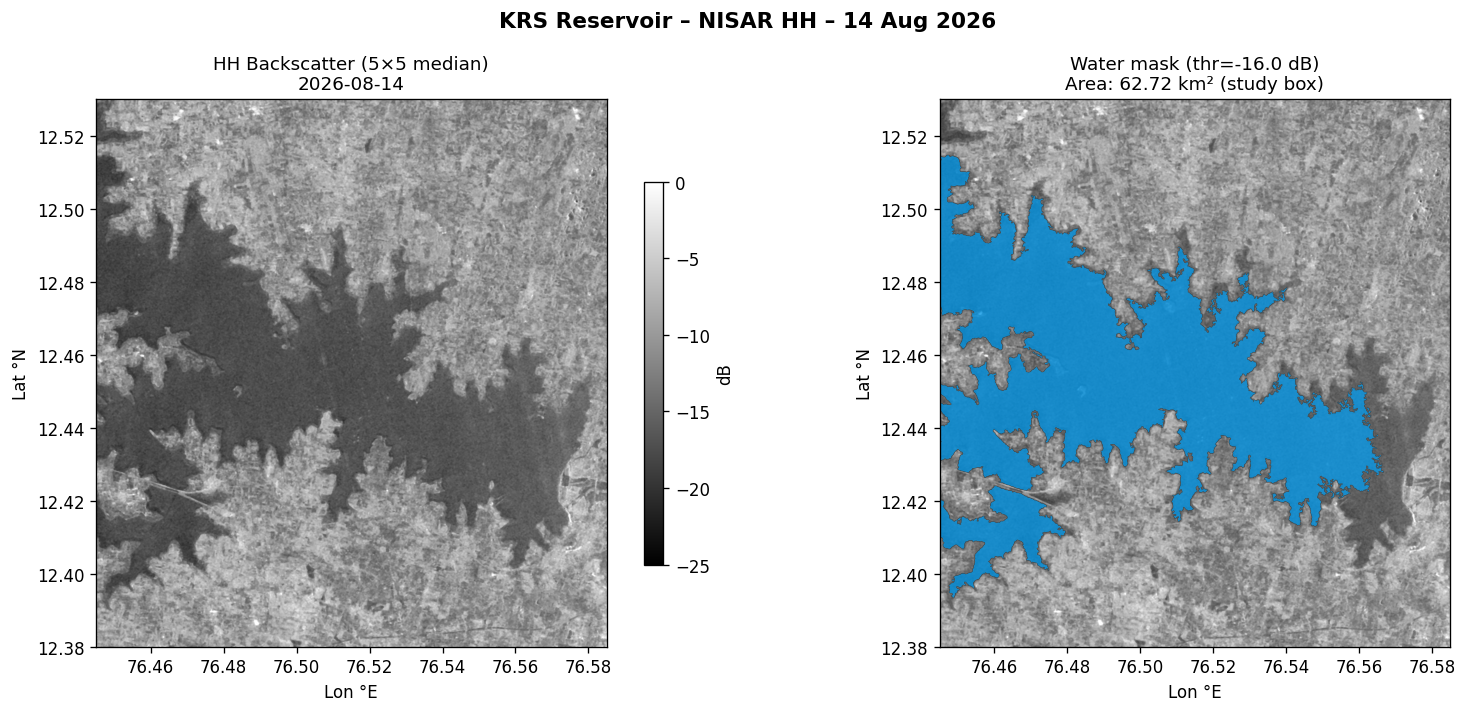 KRS Reservoir – NISAR HH – 14 Aug 2026
HH Backscatter (5×5 median)
2026-08-14
12.52
12.50
12.48
12.46
12.44
12.42
12.40
12.38
Lat °N
76.46 76.48 76.50 76.52 76.54 76.56 76.58
Lon °E
0
−5
−10
−15
−20
−25
dB
Water mask (thr=-16.0 dB)
Area: 62.72 km² (study box)
12.52
12.50
12.48
12.46
12.44
12.42
12.40
12.38
Lat °N
76.46 76.48 76.50 76.52 76.54 76.56 76.58
Lon °E